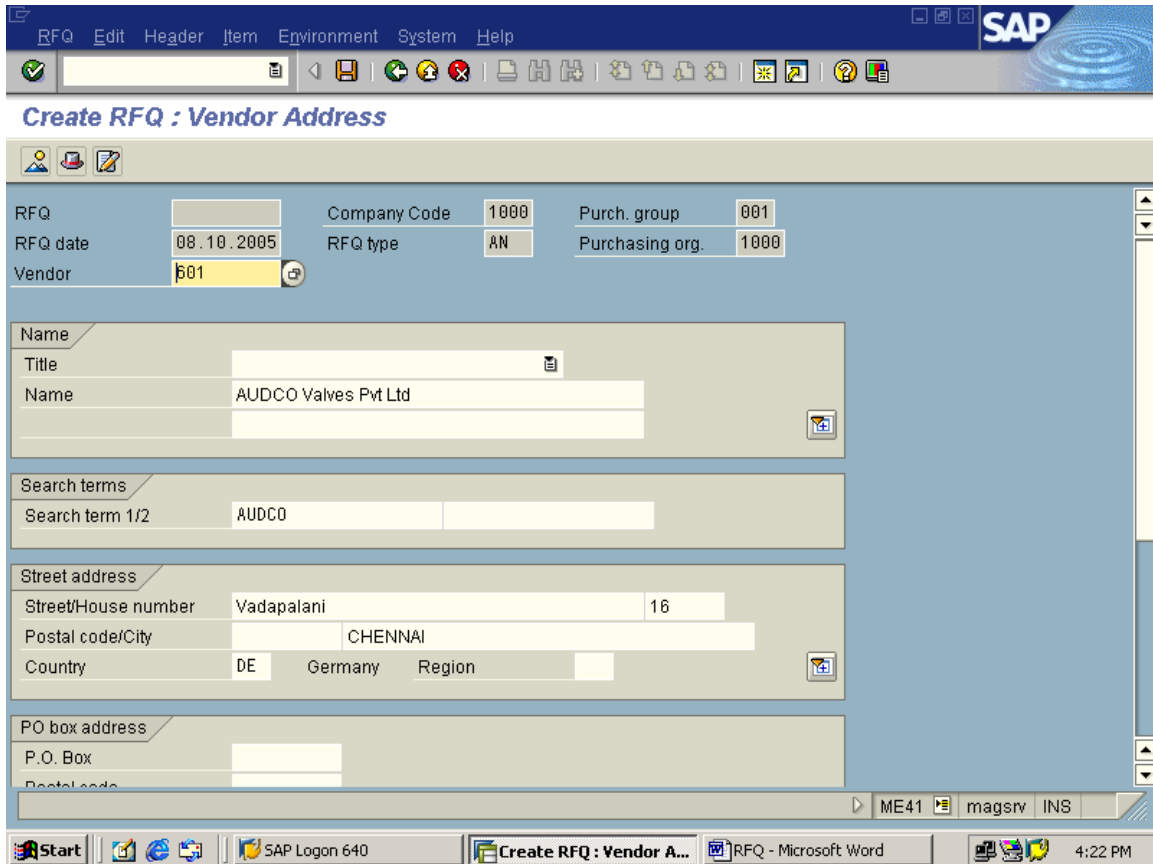 RFQ Edit Header Item Environment System Help
SAP
Create RFQ : Vendor Address
RFQ Company Code 1000 Purch. group 001
RFQ date 08.10.2005 RFQ type AN Purchasing org. 1000
Vendor 601
Name
Title
Name AUDCO Valves Pvt Ltd
Search terms
Search term 1/2 AUDCO
Street address
Street/House number Vadapalani 16
Postal code/City CHENNAI
Country DE Germany Region
PO box address
P.O. Box
Postal code
ME41 magsrv INS
Start SAP Logon 640 Create RFQ : Vendor A... RFQ - Microsoft Word 4:22 PM